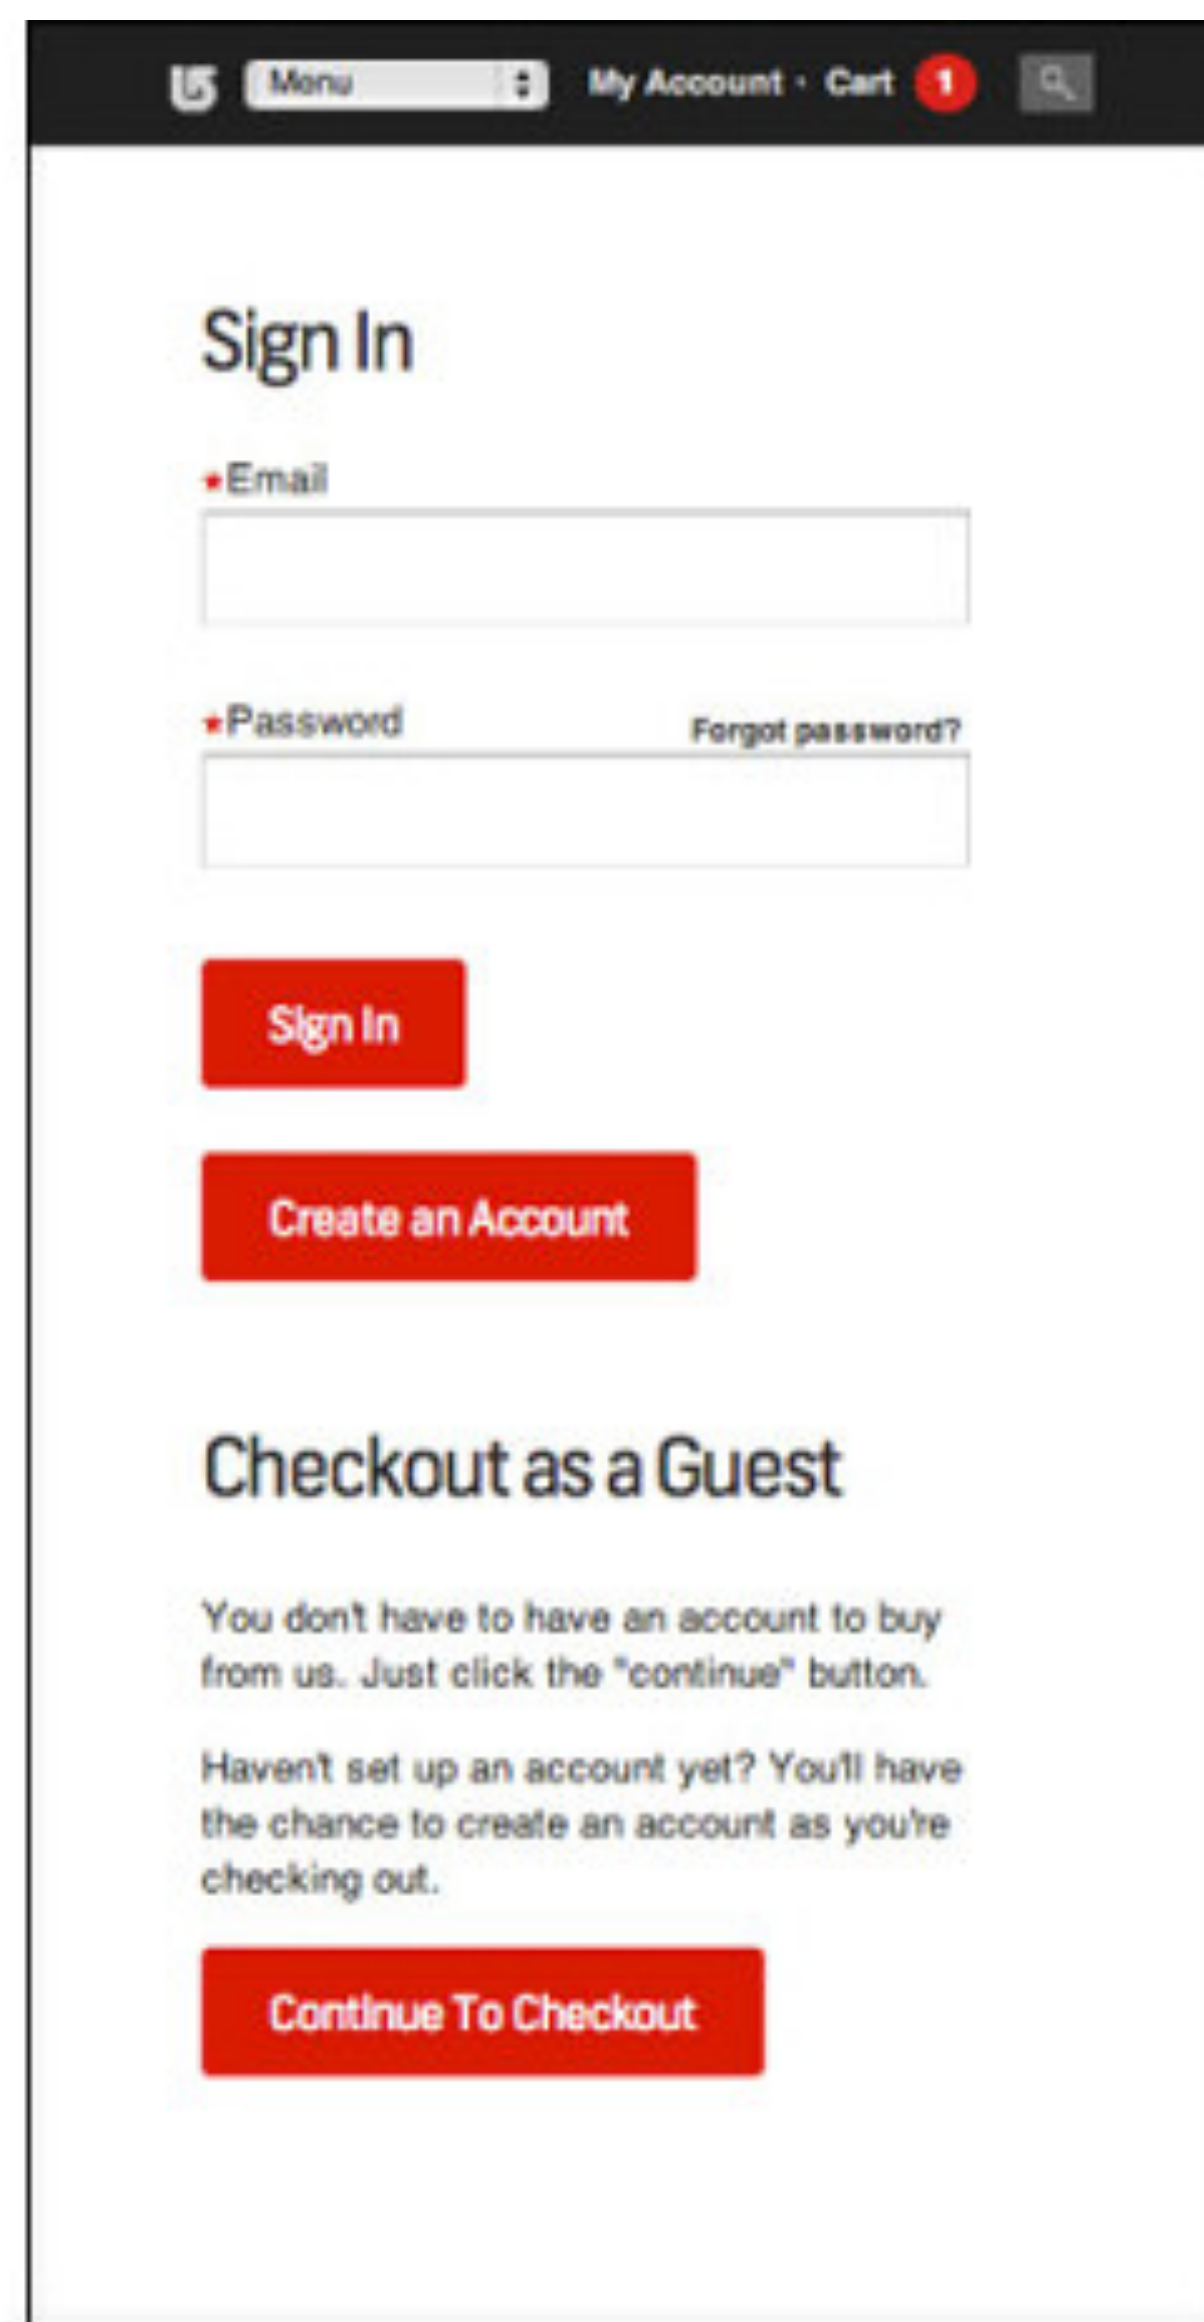 Menu My Account · Cart 1
Sign In
*Email
*Password Forgot password?
Sign In
Create an Account
Checkout as a Guest
You don't have to have an account to buy
from us. Just click the "continue" button.
Haven't set up an account yet? You'll have
the chance to create an account as you're
checking out.
Continue To Checkout